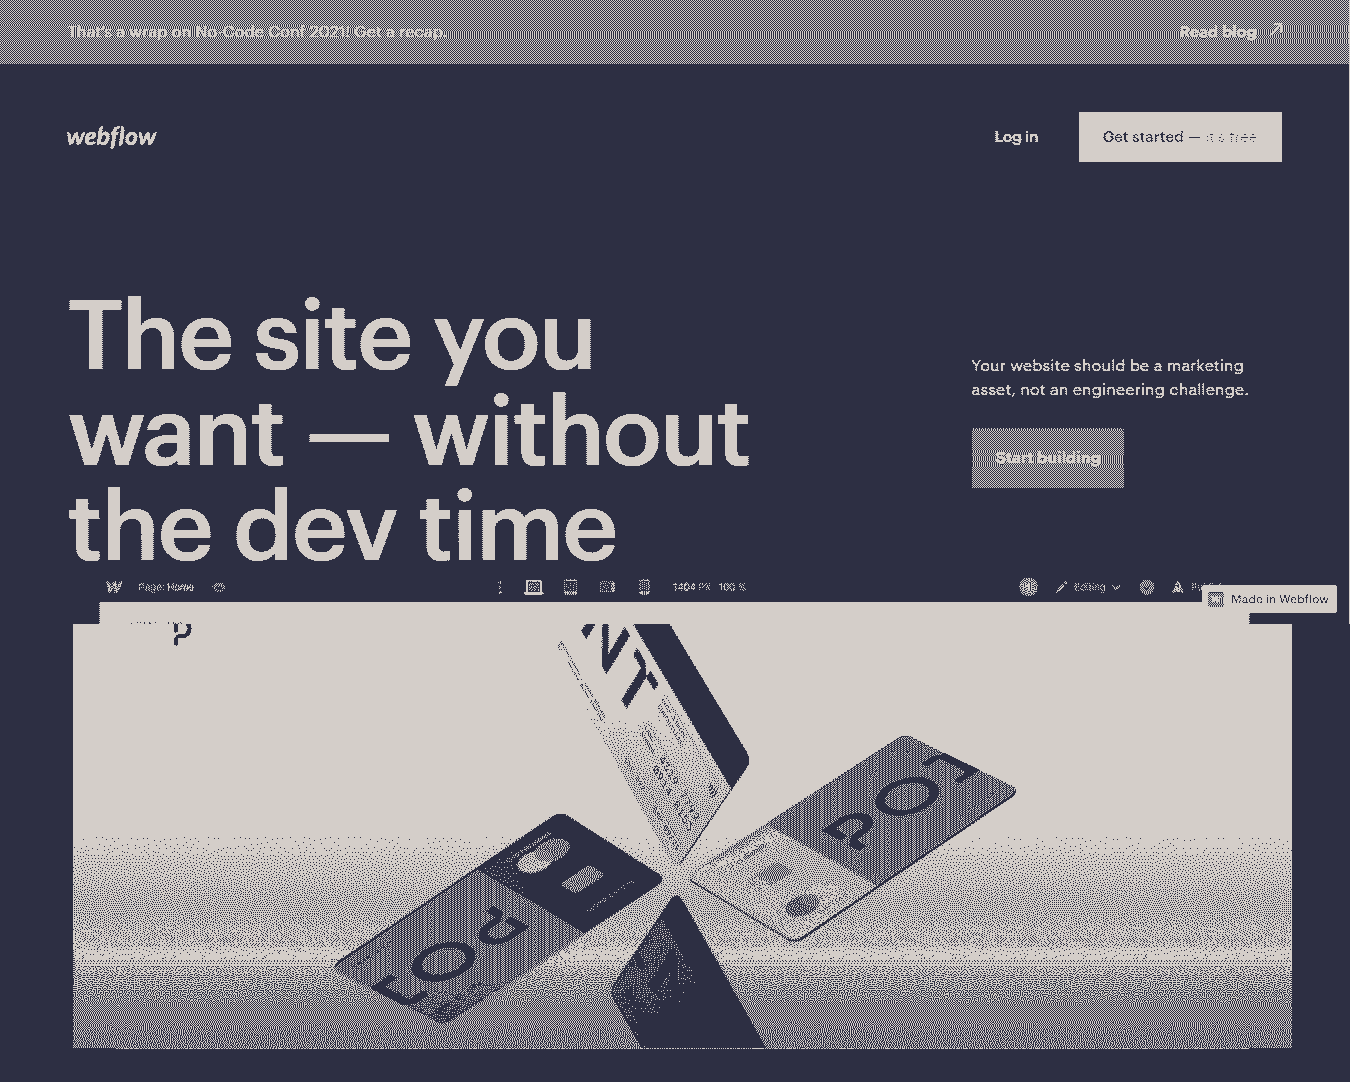 That's a wrap on No-Code Conf 2021! Get a recap.
Read blog ↗
webflow
Log in
Get started — it's free
The site you
want — without
the dev time
Your website should be a marketing
asset, not an engineering challenge.
Start building
Page: Home
1404 PX 100 %
Editing
Made in Webflow
NT